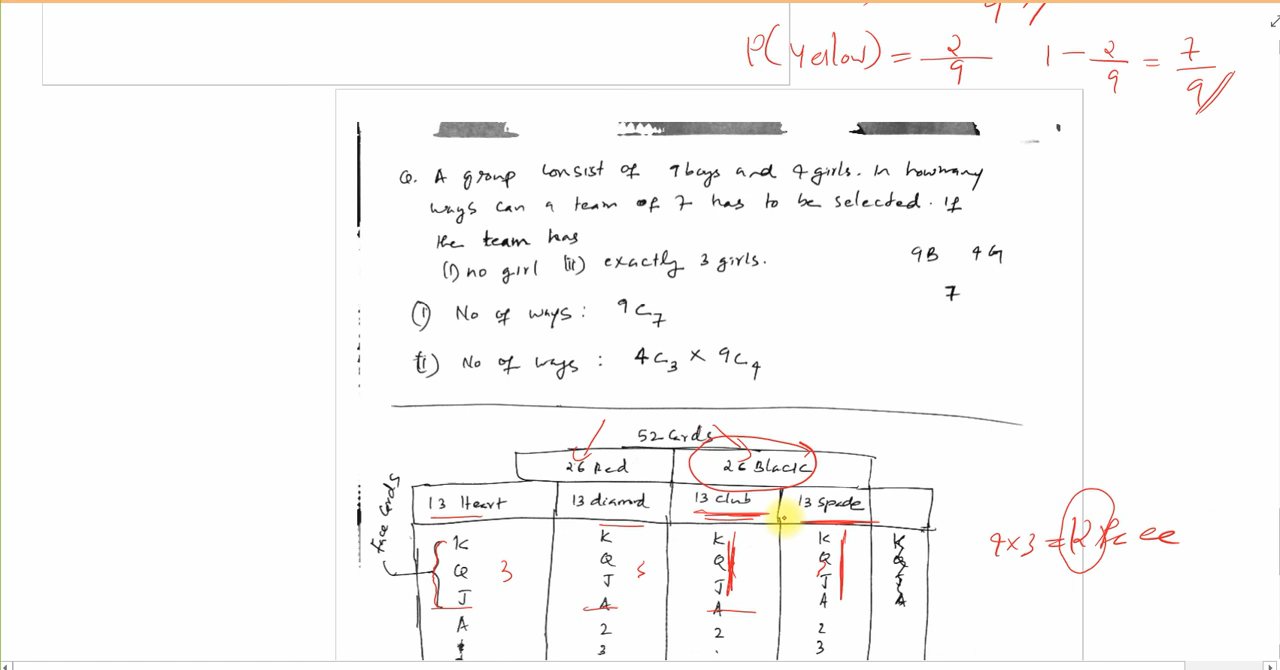 P(Yellow) = 2/9 1 - 2/9 = 7/9
Q. A group consist of 9 boys and 4 girls. In how many
ways can a team of 7 has to be selected. If
the team has
(i) no girl (ii) exactly 3 girls.
9B 4G
7
(i) No of ways : 9C7
(ii) No of ways : 4C3 × 9C4
52 Cards
26 Red 26 Black
13 Heart 13 diamond 13 club 13 spade
face cards
K K K K K
Q 3 Q Q Q Q
J J J J J
A A A A
A 2 2 2
3 . 3
4x3 = 12 face